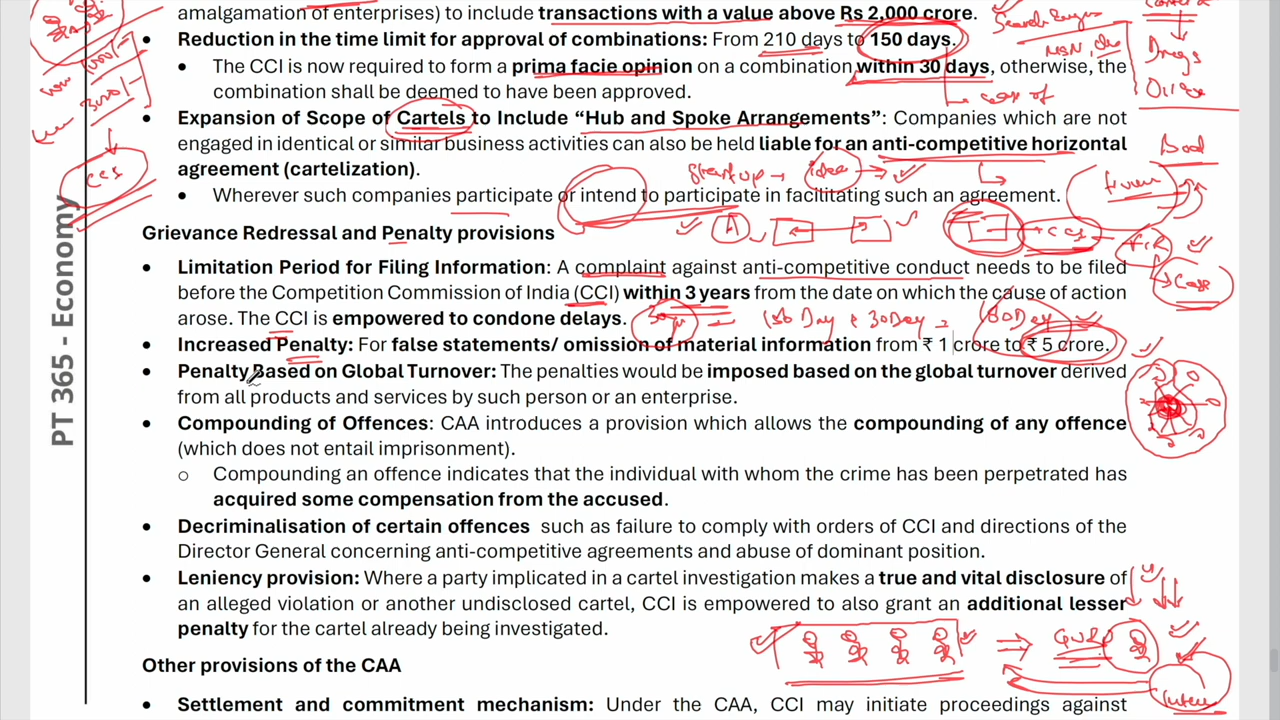 amalgamation of enterprises) to include transactions with a value above Rs 2,000 crore.
• Reduction in the time limit for approval of combinations: From 210 days to 150 days.
• The CCI is now required to form a prima facie opinion on a combination within 30 days, otherwise, the
combination shall be deemed to have been approved.
• Expansion of Scope of Cartels to Include “Hub and Spoke Arrangements”: Companies which are not
engaged in identical or similar business activities can also be held liable for an anti-competitive horizontal
agreement (cartelization).
startup → idea
• Wherever such companies participate or intend to participate in facilitating such an agreement.
Grievance Redressal and Penalty provisions
• Limitation Period for Filing Information: A complaint against anti-competitive conduct needs to be filed
before the Competition Commission of India (CCI) within 3 years from the date on which the cause of action
arose. The CCI is empowered to condone delays.
• Increased Penalty: For false statements/ omission of material information from ₹ 1 crore to ₹ 5 crore.
• Penalty Based on Global Turnover: The penalties would be imposed based on the global turnover derived
from all products and services by such person or an enterprise.
• Compounding of Offences: CAA introduces a provision which allows the compounding of any offence
(which does not entail imprisonment).
○ Compounding an offence indicates that the individual with whom the crime has been perpetrated has
acquired some compensation from the accused.
• Decriminalisation of certain offences such as failure to comply with orders of CCI and directions of the
Director General concerning anti-competitive agreements and abuse of dominant position.
• Leniency provision: Where a party implicated in a cartel investigation makes a true and vital disclosure of
an alleged violation or another undisclosed cartel, CCI is empowered to also grant an additional lesser
penalty for the cartel already being investigated.
Other provisions of the CAA
• Settlement and commitment mechanism: Under the CAA, CCI may initiate proceedings against
PT 365 - Economy
Drugs
CCI
A